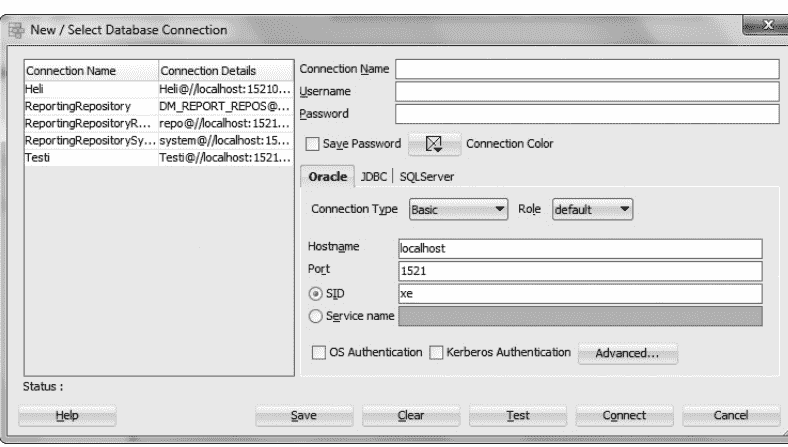 New / Select Database Connection
Connection Name Connection Details
Heli Heli@//localhost:15210...
ReportingRepository DM_REPORT_REPOS@...
ReportingRepositoryR... repo@//localhost:1521...
ReportingRepositorySy... system@//localhost:15...
Testi Testi@//localhost:1521...
Connection Name
Username
Password
Save Password Connection Color
Oracle JDBC SQLServer
Connection Type Basic Role default
Hostname localhost
Port 1521
SID xe
Service name
OS Authentication Kerberos Authentication Advanced...
Status :
Help Save Clear Test Connect Cancel